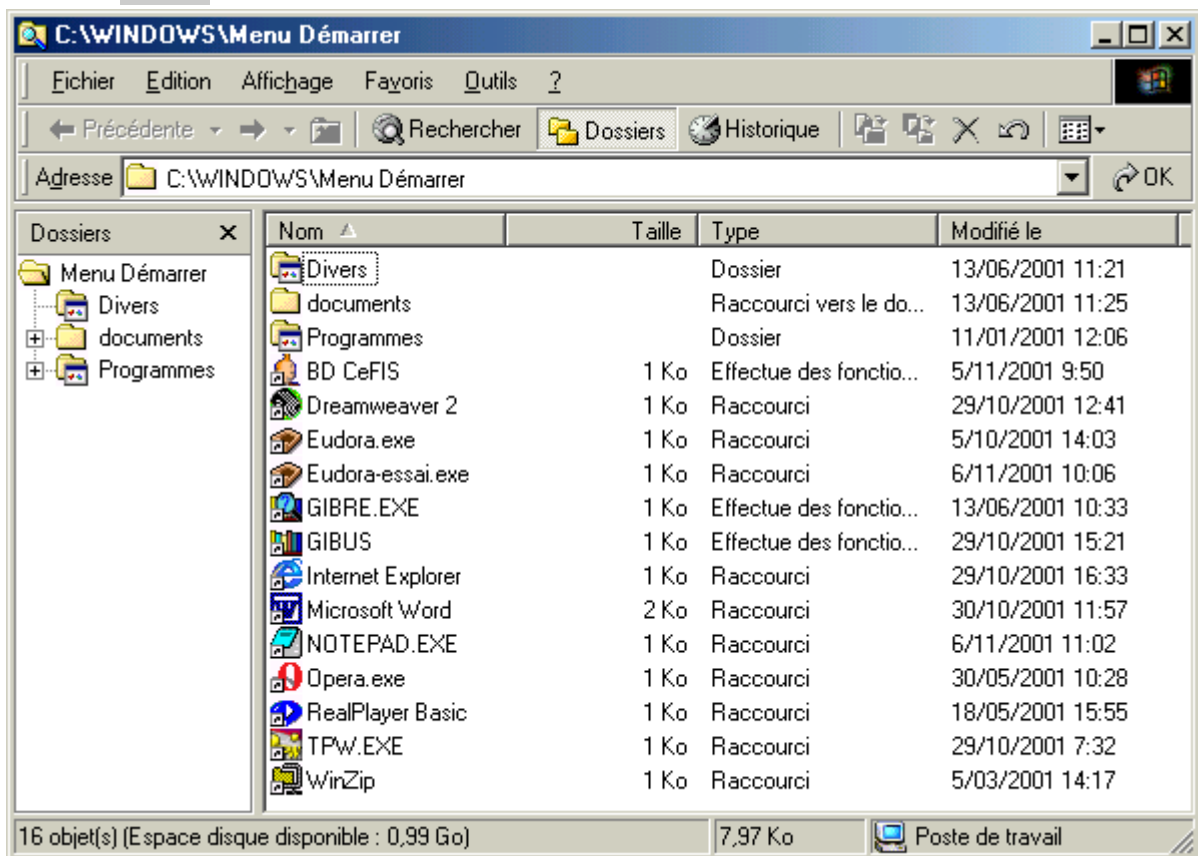 C:\WINDOWS\Menu Démarrer
Fichier Edition Affichage Favoris Outils ?
Précédente Rechercher Dossiers Historique
Adresse C:\WINDOWS\Menu Démarrer OK
Dossiers
Menu Démarrer
Divers
documents
Programmes
Nom Taille Type Modifié le
Divers Dossier 13/06/2001 11:21
documents Raccourci vers le do... 13/06/2001 11:25
Programmes Dossier 11/01/2001 12:06
BD CeFIS 1 Ko Effectue des fonctio... 5/11/2001 9:50
Dreamweaver 2 1 Ko Raccourci 29/10/2001 12:41
Eudora.exe 1 Ko Raccourci 5/10/2001 14:03
Eudora-essai.exe 1 Ko Raccourci 6/11/2001 10:06
GIBRE.EXE 1 Ko Effectue des fonctio... 13/06/2001 10:33
GIBUS 1 Ko Effectue des fonctio... 29/10/2001 15:21
Internet Explorer 1 Ko Raccourci 29/10/2001 16:33
Microsoft Word 2 Ko Raccourci 30/10/2001 11:57
NOTEPAD.EXE 1 Ko Raccourci 6/11/2001 11:02
Opera.exe 1 Ko Raccourci 30/05/2001 10:28
RealPlayer Basic 1 Ko Raccourci 18/05/2001 15:55
TPW.EXE 1 Ko Raccourci 29/10/2001 7:32
WinZip 1 Ko Raccourci 5/03/2001 14:17
16 objet(s) (Espace disque disponible : 0,99 Go) 7,97 Ko Poste de travail